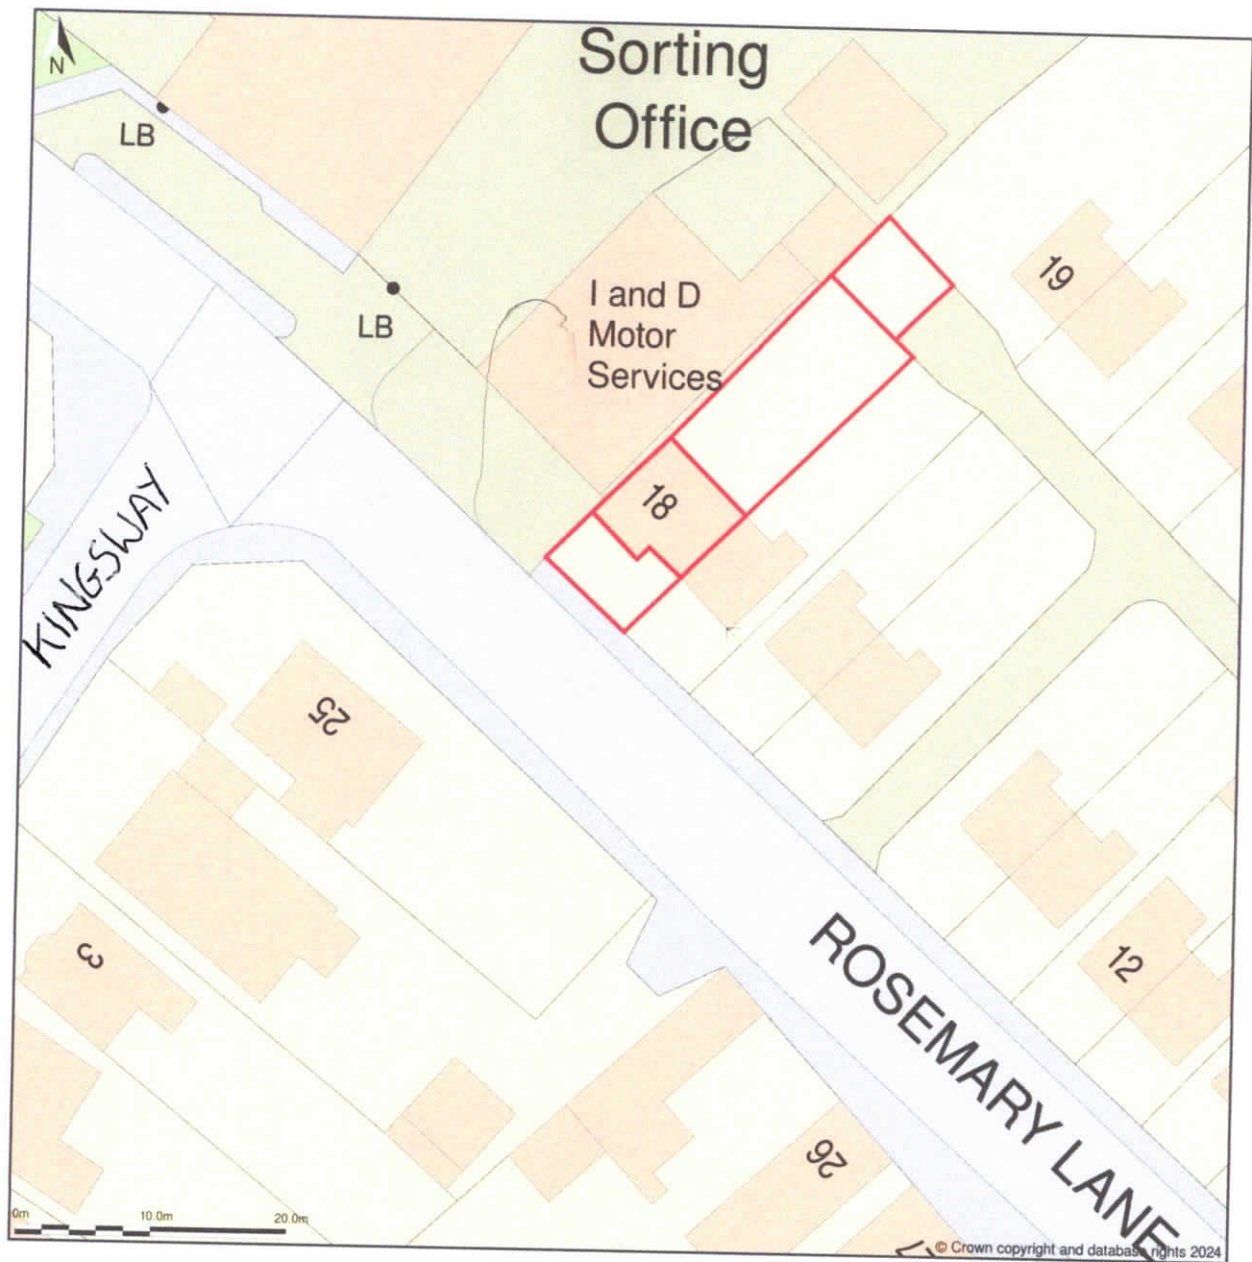 Sorting
Office
N
LB
LB
I and D
Motor
Services
19
18
KINGSWAY
25
3
12
ROSEMARY LANE
26
0m
10.0m
20.0m
© Crown copyright and database rights 2024